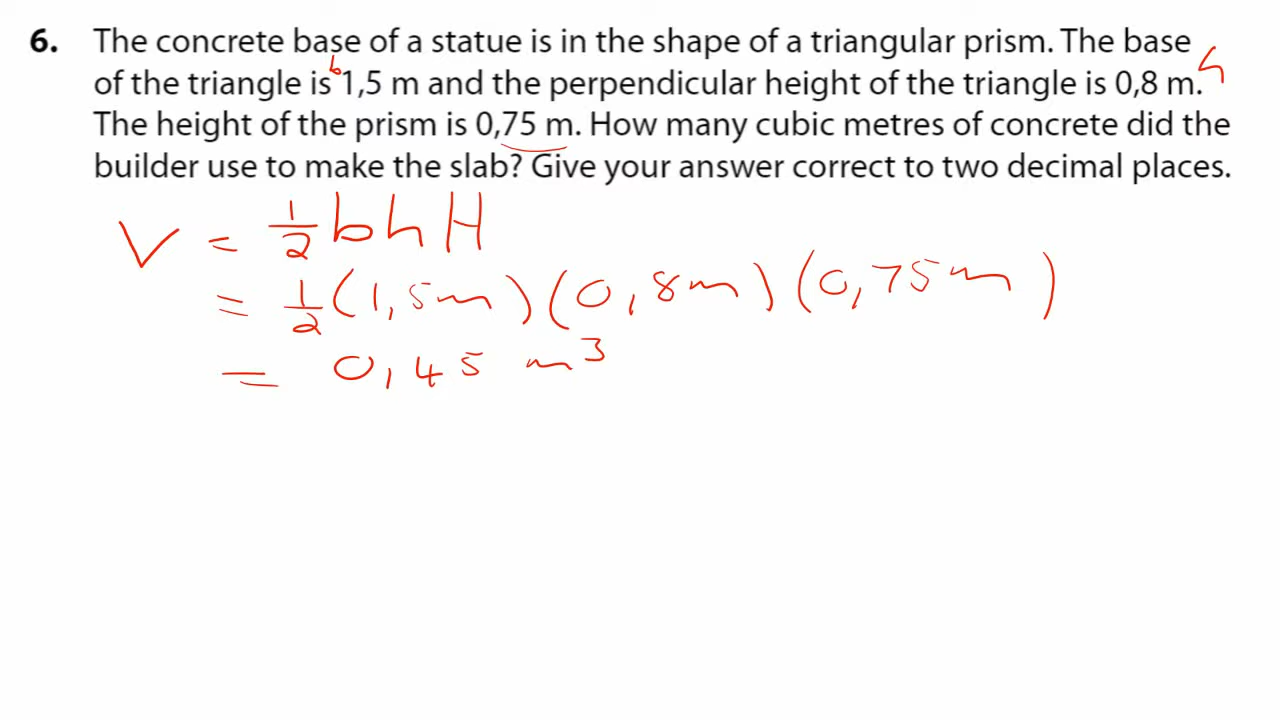 6. The concrete base of a statue is in the shape of a triangular prism. The base
of the triangle is b 1,5 m and the perpendicular height of the triangle is 0,8 m. h
The height of the prism is 0,75 m. How many cubic metres of concrete did the
builder use to make the slab? Give your answer correct to two decimal places.
V = 1/2 b h H
= 1/2 (1,5m) (0,8m) (0,75m)
= 0,45 m³